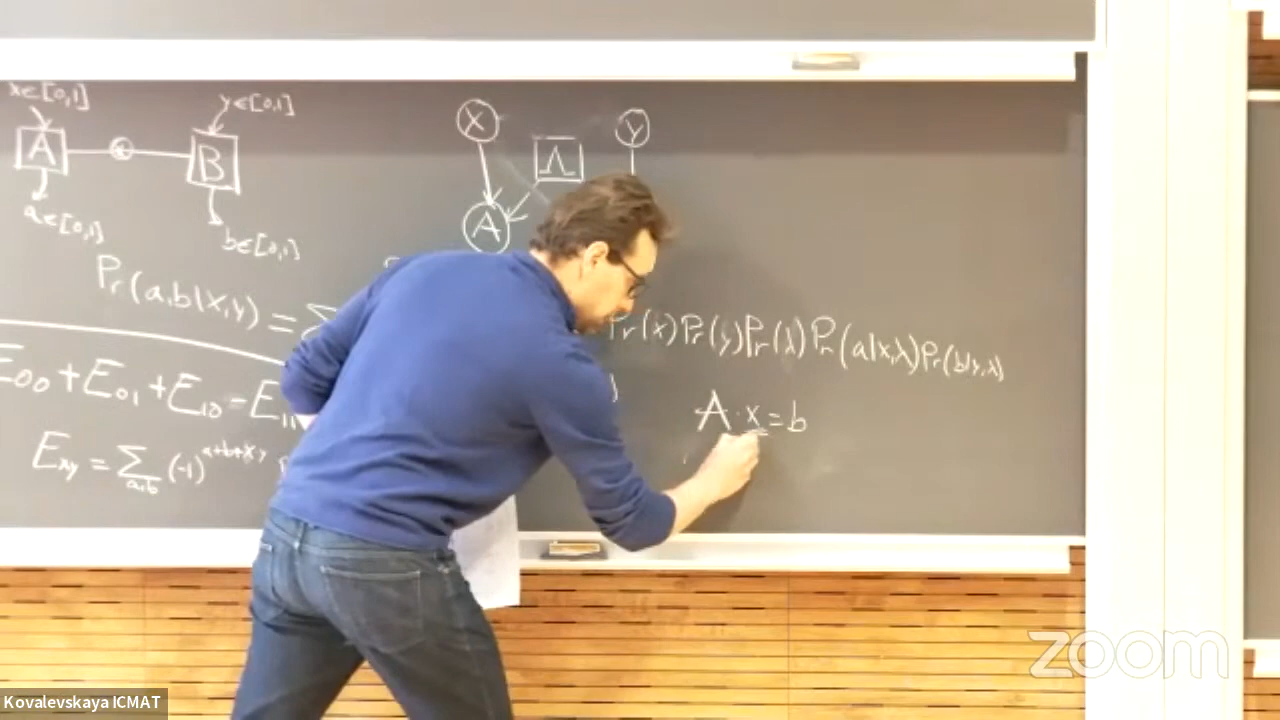 x∈[0,1]
y∈[0,1]
A
B
a∈[0,1]
b∈[0,1]
X
Λ
Y
A
Pr(a,b|x,y) = Σ
Pr(x)Pr(y)Pr(λ)Pr(a|x,λ)Pr(b|y,λ)
E₀₀+E₀₁+E₁₀-E₁₁
A·x=b
Exy = Σa,b (-1)^a+b+xy
zoom
Kovalevskaya ICMAT